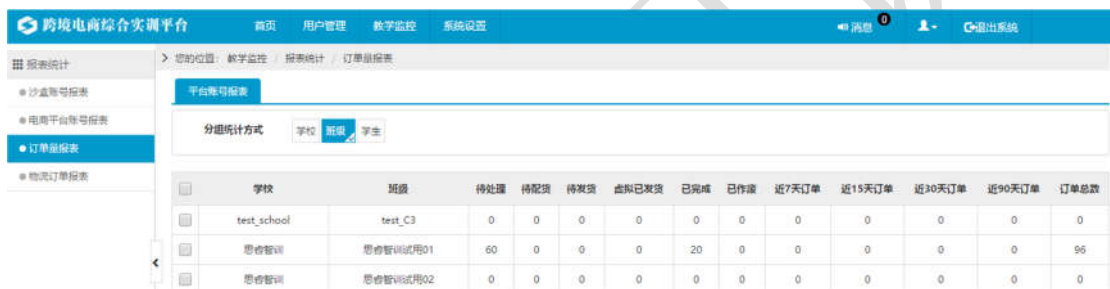 跨境电商综合实训平台 首页 用户管理 教学监控 系统设置 消息 0 退出系统
报表统计
沙盒账号报表
电商平台账号报表
订单量报表
物流订单报表
您的位置: 教学监控 / 报表统计 / 订单量报表
平台账号报表
分组统计方式 学校 班级 学生
学校 班级 待处理 待配货 待发货 虚拟已发货 已完成 已作废 近7天订单 近15天订单 近30天订单 近90天订单 订单总数
test_school test_C3 0 0 0 0 0 0 0 0 0 0 0
思睿智训 思睿智训试用01 60 0 0 0 20 0 0 0 0 0 96
思睿智训 思睿智训试用02 0 0 0 0 0 0 0 0 0 0 0